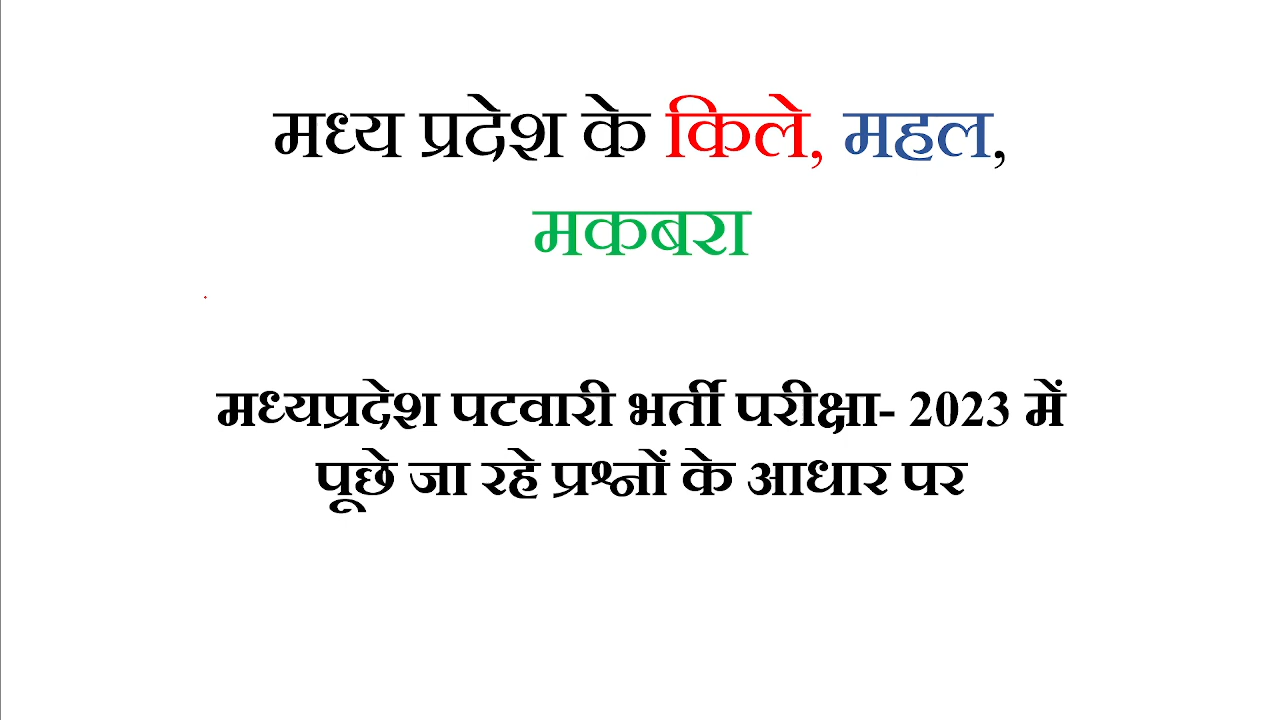 मध्य प्रदेश के किले, महल,
मकबरा
मध्यप्रदेश पटवारी भर्ती परीक्षा- 2023 में
पूछे जा रहे प्रश्नों के आधार पर